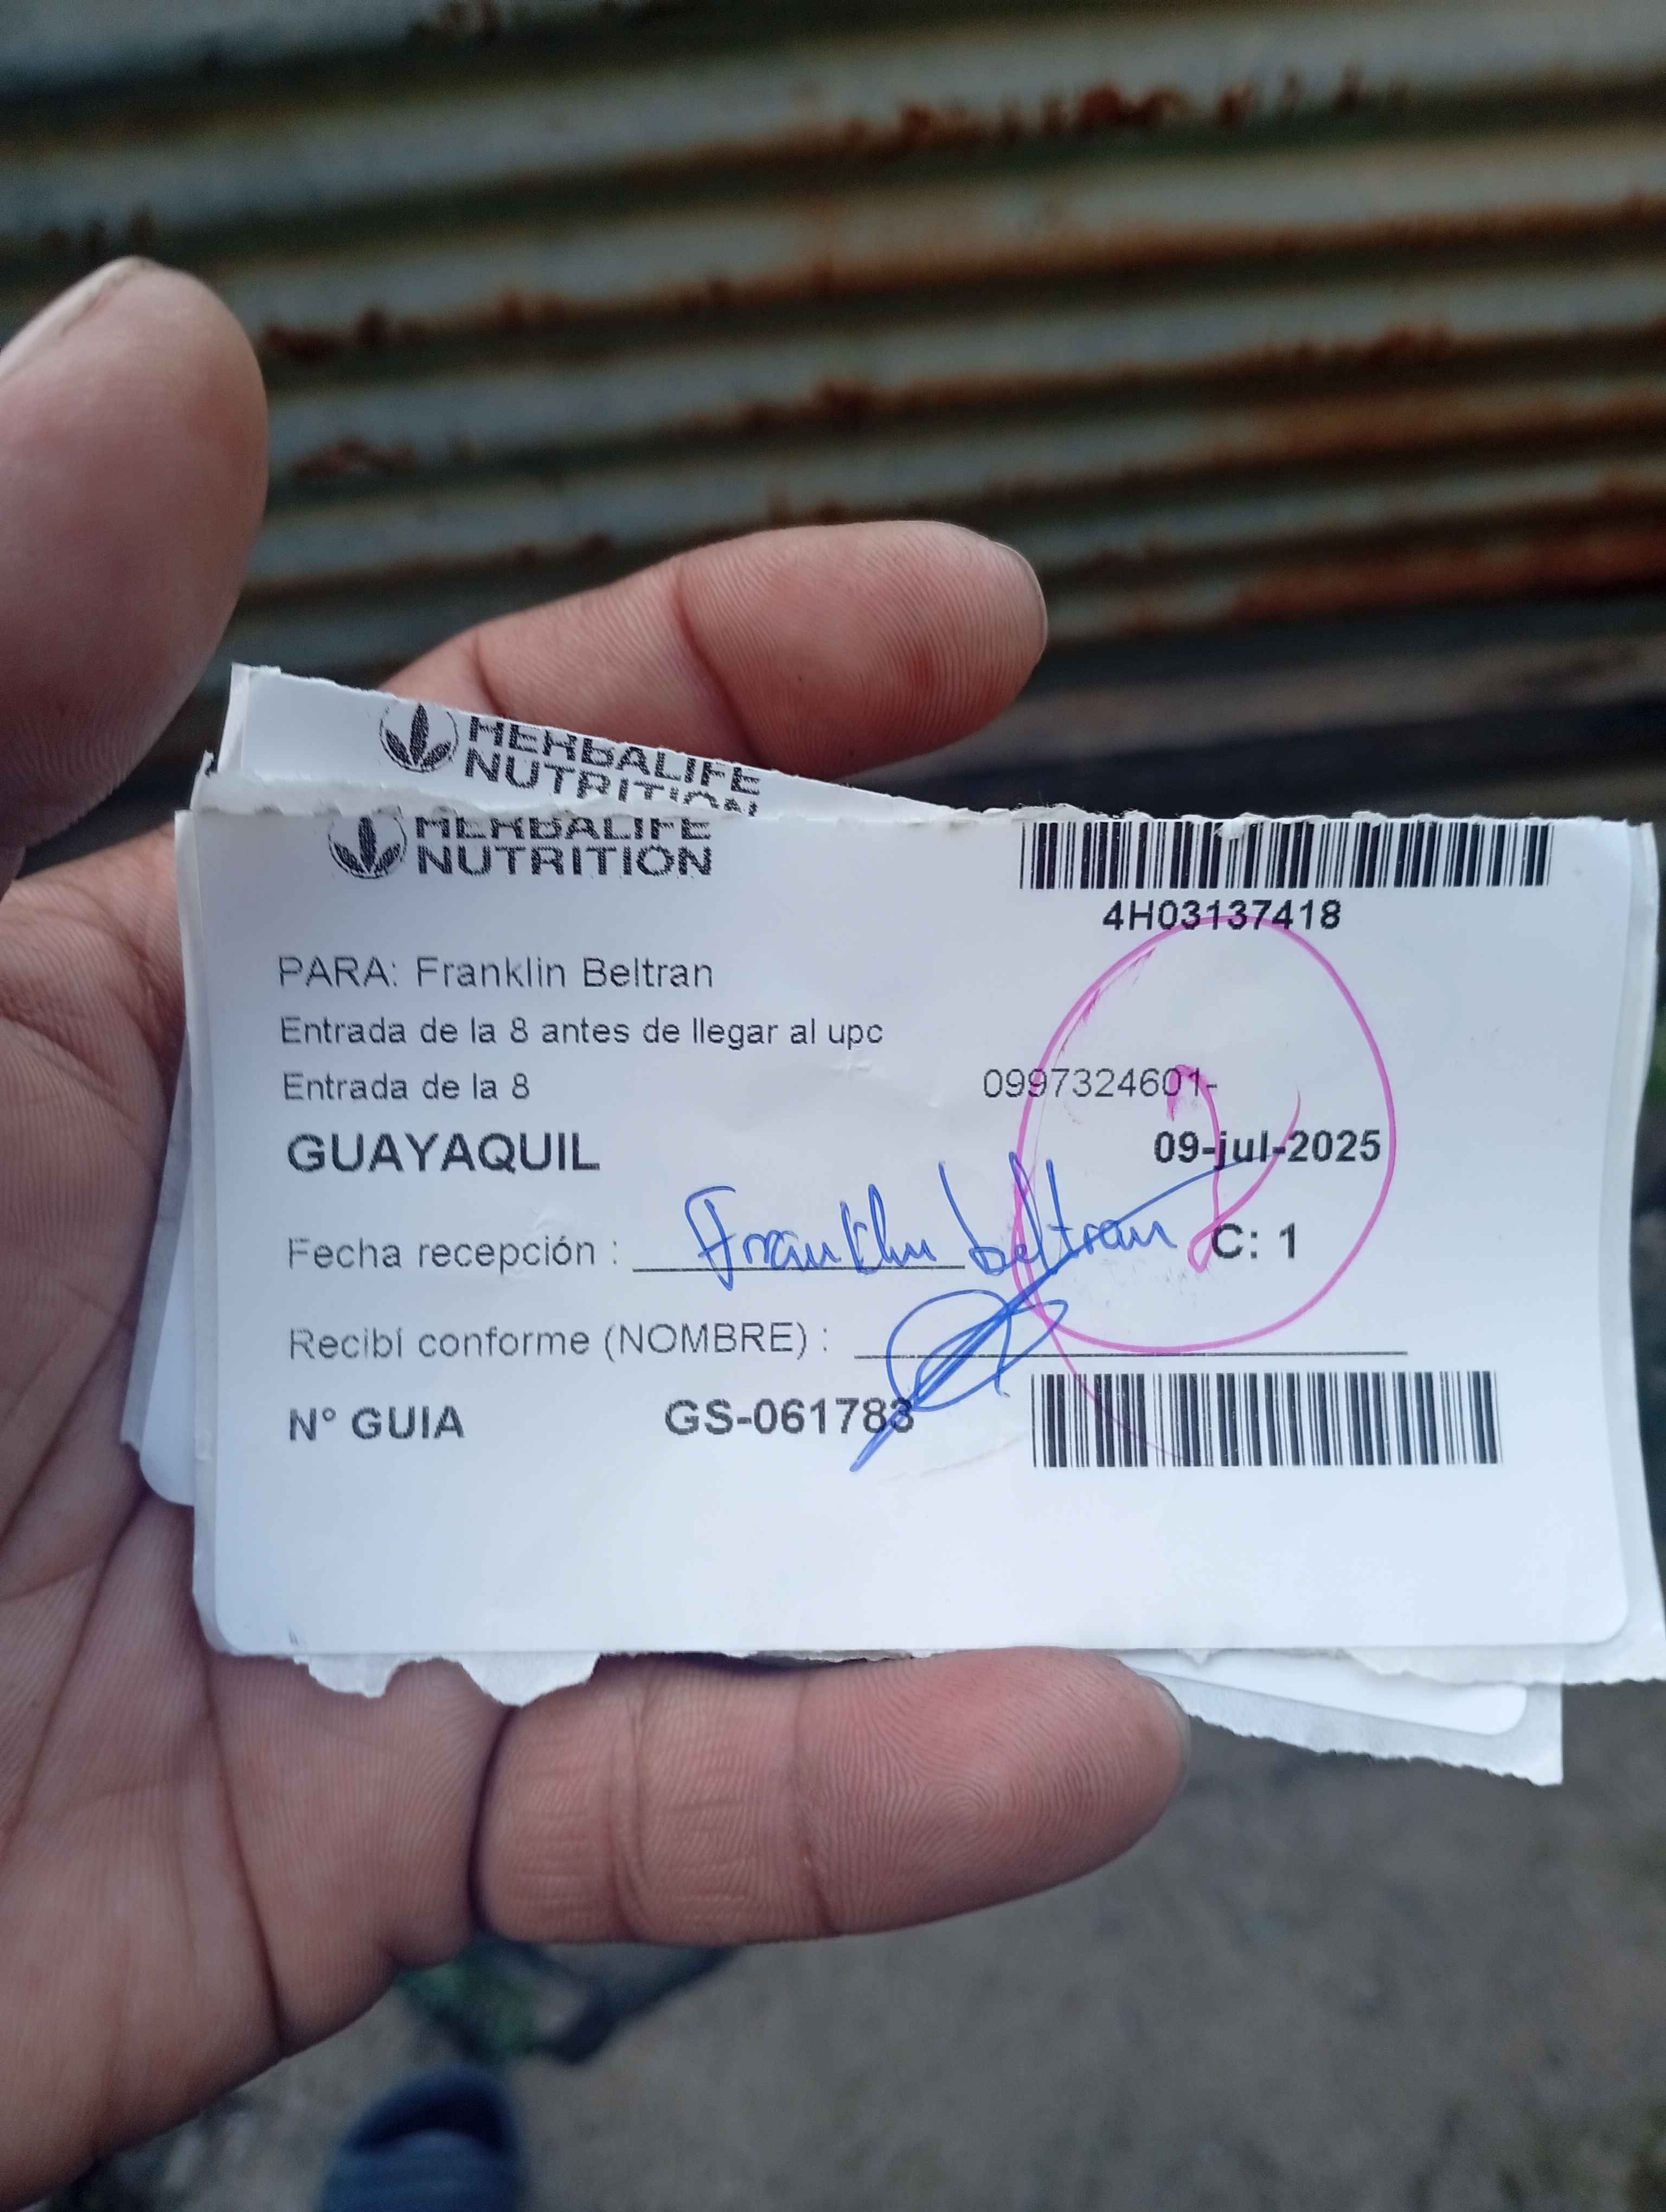 HERBALIFE
NUTRITION
HERBALIFE
NUTRITION
4H03137418
PARA: Franklin Beltran
Entrada de la 8 antes de llegar al upc
Entrada de la 8 0997324601-
GUAYAQUIL 09-jul-2025
Fecha recepción : Franklin beltran C: 1
Recibí conforme (NOMBRE) :
N° GUIA GS-061783